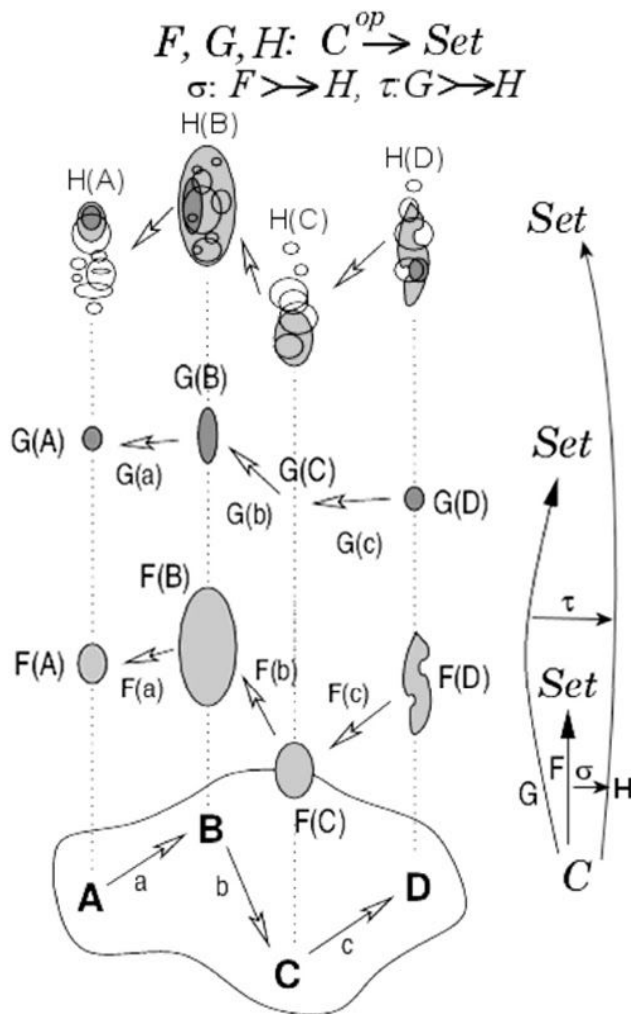 F, G, H: C^op → Set
σ: F ↣ H, τ: G ↣ H
H(B)
H(A)
H(D)
H(C)
Set
G(B)
G(A)
G(a)
G(C)
G(b)
G(D)
G(c)
Set
F(B)
τ
F(A)
F(a)
F(b)
F(c)
F(D)
Set
F σ
G H
F(C)
B
A
a
b
D
C
c
C